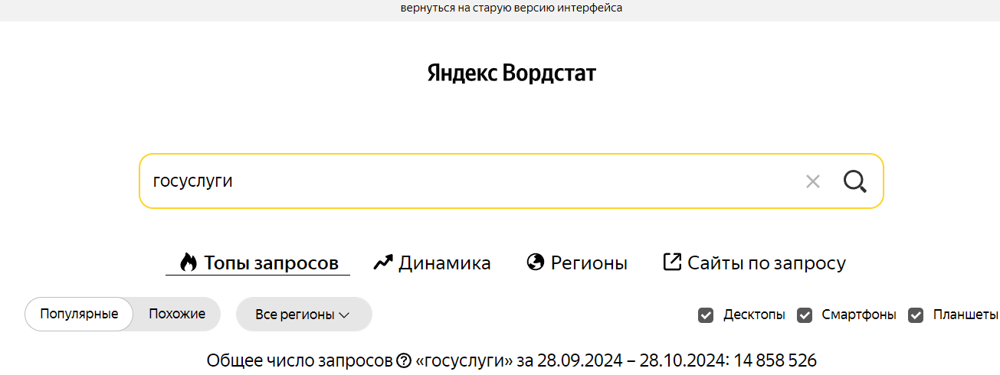 вернуться на старую версию интерфейса
Яндекс Вордстат
госуслуги
Топы запросов Динамика Регионы Сайты по запросу
Популярные Похожие Все регионы Десктопы Смартфоны Планшеты
Общее число запросов «госуслуги» за 28.09.2024 – 28.10.2024: 14 858 526